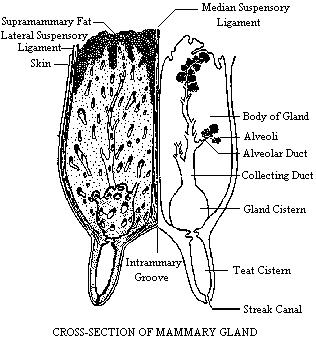 Median Suspensory
Ligament
Supramammary Fat
Lateral Suspensory
Ligament
Skin
Body of Gland
Alveoli
Alveolar Duct
Collecting Duct
Gland Cistern
Intrammary
Groove
Teat Cistern
Streak Canal
CROSS-SECTION OF MAMMARY GLAND